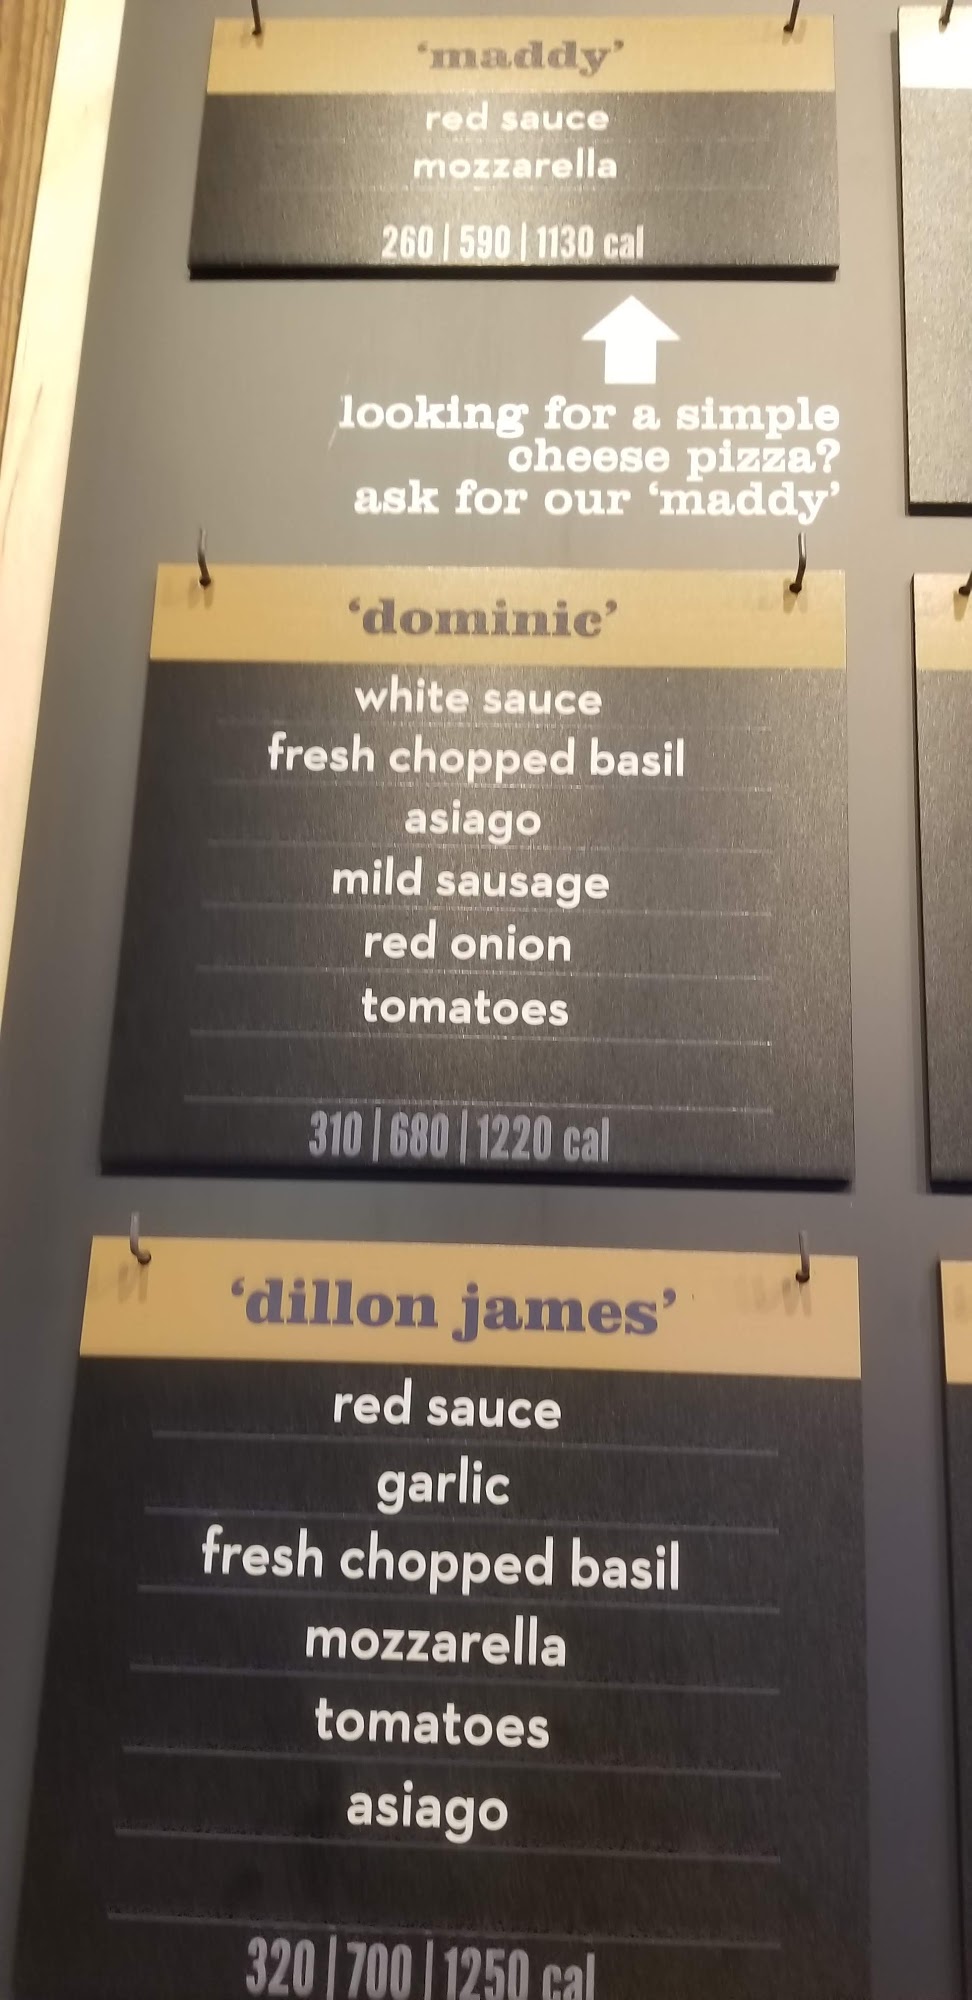 ‘maddy’
red sauce
mozzarella
260 | 590 | 1130 cal
looking for a simple
cheese pizza?
ask for our ‘maddy’
‘dominic’
white sauce
fresh chopped basil
asiago
mild sausage
red onion
tomatoes
310 | 680 | 1220 cal
‘dillon james’
red sauce
garlic
fresh chopped basil
mozzarella
tomatoes
asiago
320 | 700 | 1250 cal